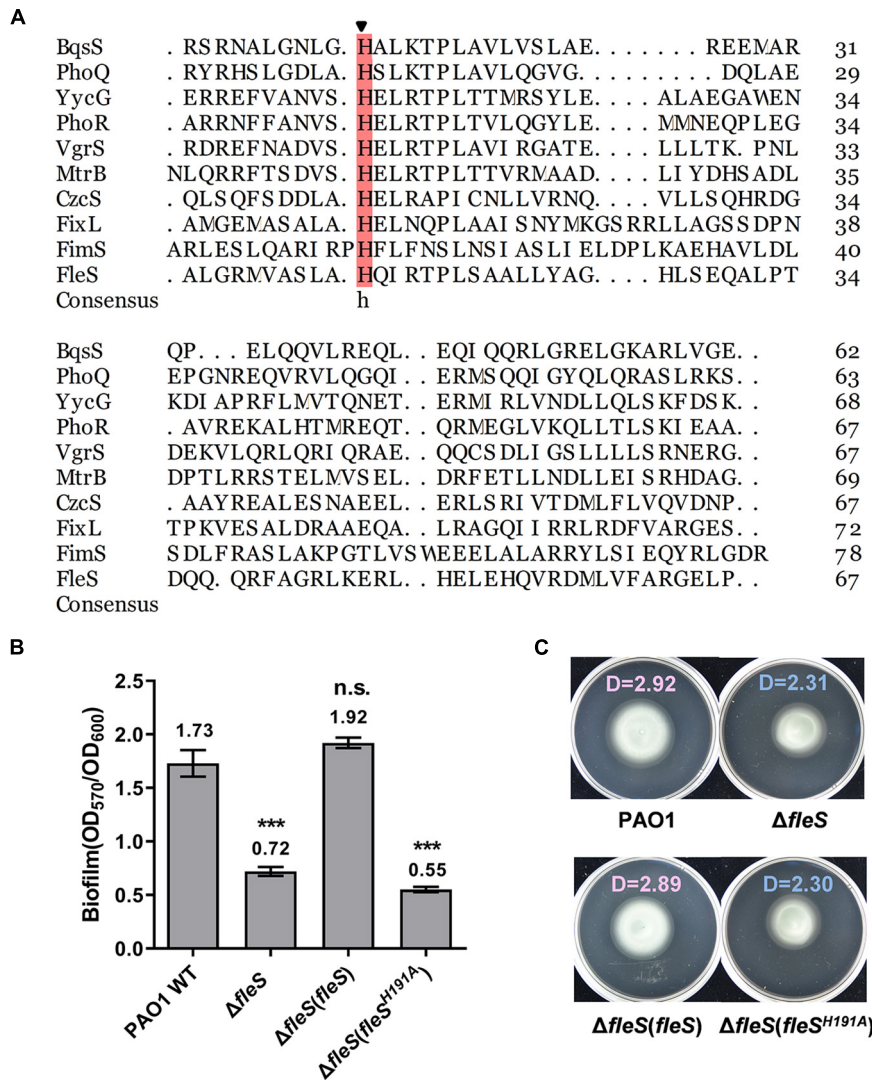 A
BqsS . RSRNALGNLG. HALKTPLAVLVSLAE. . . . . . . REEMAR 31
PhoQ . RYRHSLGDLA. HSLKTPLAVLQGVG. . . . . . . . . DQLAE 29
YycG . ERREFVANVS. HELRTPLTTMRSYLE. . . . ALAEGAWEN 34
PhoR . ARRNFFANVS. HELRTPLTVLQGYLE. . . . MMNEQPLEG 34
VgrS . RDREFNADVS. HELRTPLAVIRGATE. . . . LLLTK. PNL 33
MtrB NLQRRFTSDVS. HELRTPLTTVRMAAD. . . . LIYDHSADL 35
CzcS . QLSQFSDDLA. HELRAPICNLLVRNQ. . . . VLLSQHRDG 34
FixL . AMGEMASALA. HELNQPLAAISNYMKGSRRLLAGSSDPN 38
FimS ARLESLQARIRPHFLFNSLNSIASLIELDPLKAEHAVLDL 40
FleS . ALGRMVASLA. HQIRTPLSAALLYAG. . . . HLSEQALPT 34
Consensus h
BqsS QP. . . ELQQVLREQL. . EQIQQRLGRELGKARLVGE. . 62
PhoQ EPGNREQVRVLQGQI. . ERMSQQIGYQLQRASLRKS. . 63
YycG KDIAPRFLMVTQNET. . ERMIRLVNDLLQLSKFDSK. . 68
PhoR . AVREKALHTMREQT. . QRMEGLVKQLLTLSKIEAA. . 67
VgrS DEKVLQRLQRIQRAE. . QQCSDLIGSLLLLSRNERG. . 67
MtrB DPTLRRSTELMVSEL. . DRFETLLNDLLEISRHDAG. . 69
CzcS . AAYREALESNAEEL. . ERLSRIVTDMLFLVQVDNP. . 67
FixL TPKVESALDRAAEQA. . LRAGQIIRRLRDFVARGES. . 72
FimS SDLFRASLAKPGTLVSWEEELALARRYLSIEQYRLGDR 78
FleS DQQ. QRFAGRLKERL. . HELEHQVRDMLVFARGELP. . 67
Consensus
B
Biofilm(OD570/OD600)
2.5
2.0
1.5
1.0
0.5
0.0
1.73
***
0.72
n.s.
1.92
***
0.55
PAO1 WT
ΔfleS
ΔfleS(fleS)
ΔfleS(fleSH191A)
C
D=2.92 D=2.31
PAO1 ΔfleS
D=2.89 D=2.30
ΔfleS(fleS) ΔfleS(fleSH191A)